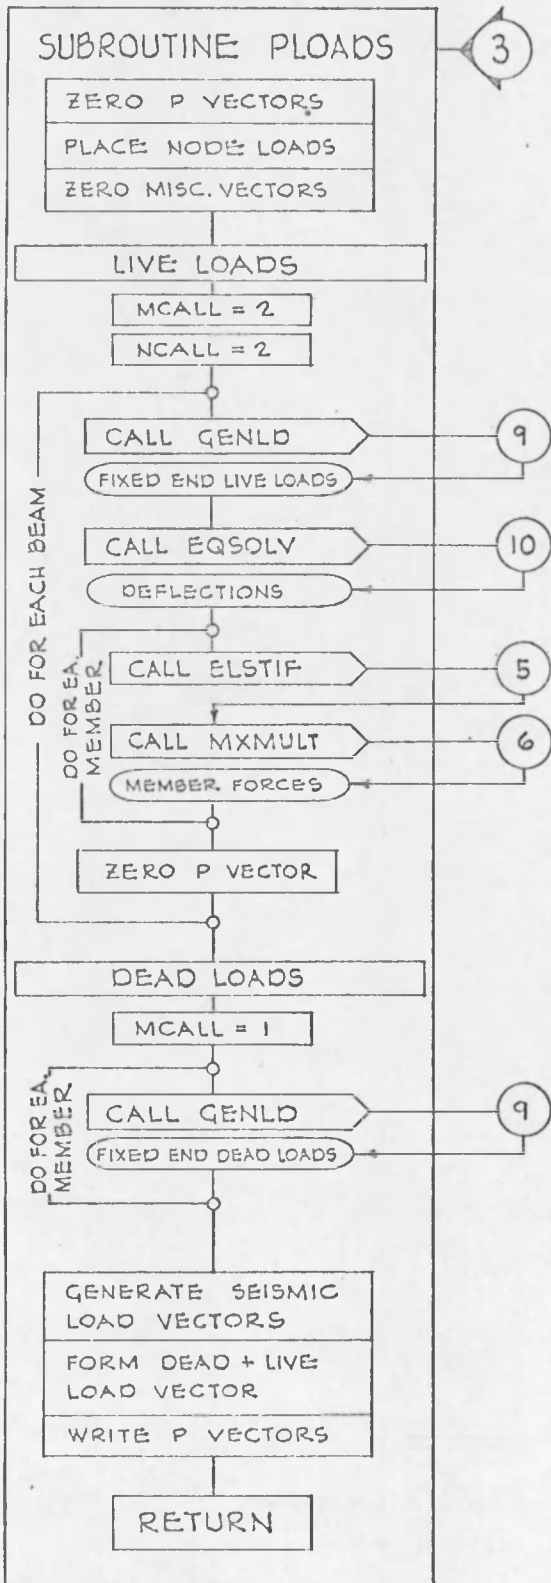 SUBROUTINE PLOADS
3
ZERO P VECTORS
PLACE NODE LOADS
ZERO MISC. VECTORS
LIVE LOADS
MCALL = 2
NCALL = 2
DO FOR EACH BEAM
CALL GENLD
9
FIXED END LIVE LOADS
CALL EQSOLV
10
DEFLECTIONS
DO FOR EA.
MEMBER
CALL ELSTIF
5
CALL MXMULT
6
MEMBER FORCES
ZERO P VECTOR
DEAD LOADS
MCALL = 1
DO FOR EA.
MEMBER
CALL GENLD
9
FIXED END DEAD LOADS
GENERATE SEISMIC
LOAD VECTORS
FORM DEAD + LIVE
LOAD VECTOR
WRITE P VECTORS
RETURN